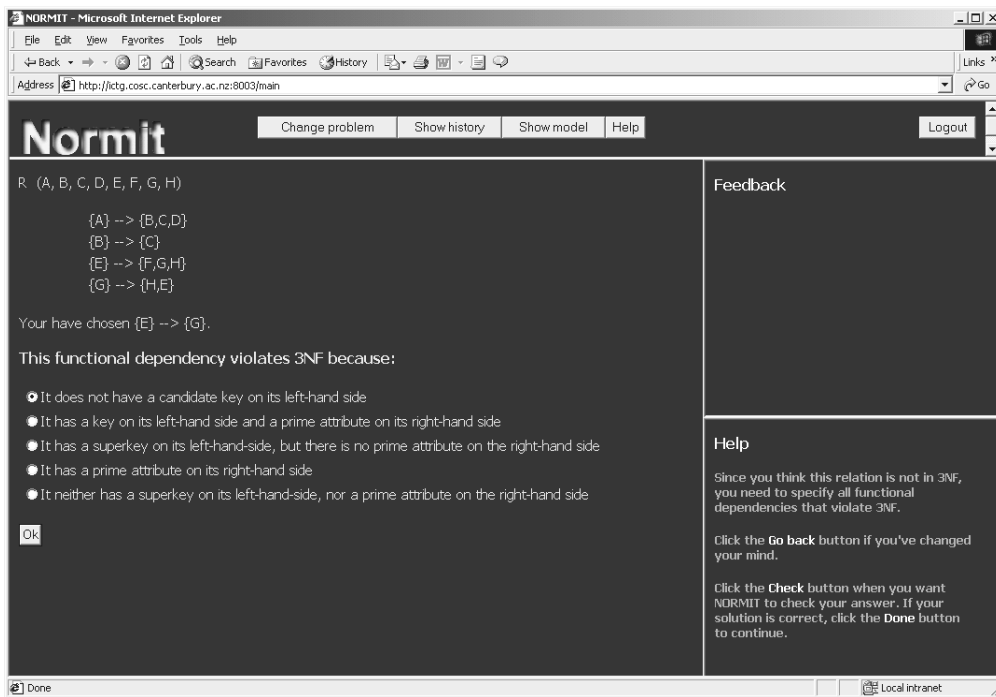 NORMIT - Microsoft Internet Explorer
File Edit View Favorites Tools Help
Back Search Favorites History Links »
Address http://ictg.cosc.canterbury.ac.nz:8003/main Go
Normit Change problem Show history Show model Help Logout
R (A, B, C, D, E, F, G, H)
{A} --> {B,C,D}
{B} --> {C}
{E} --> {F,G,H}
{G} --> {H,E}
Your have chosen {E} --> {G}.
This functional dependency violates 3NF because:
It does not have a candidate key on its left-hand side
It has a key on its left-hand side and a prime attribute on its right-hand side
It has a superkey on its left-hand-side, but there is no prime attribute on the right-hand side
It has a prime attribute on its right-hand side
It neither has a superkey on its left-hand-side, nor a prime attribute on the right-hand side
Ok
Feedback
Help
Since you think this relation is not in 3NF,
you need to specify all functional
dependencies that violate 3NF.
Click the Go back button if you've changed
your mind.
Click the Check button when you want
NORMIT to check your answer. If your
solution is correct, click the Done button
to continue.
Done Local intranet